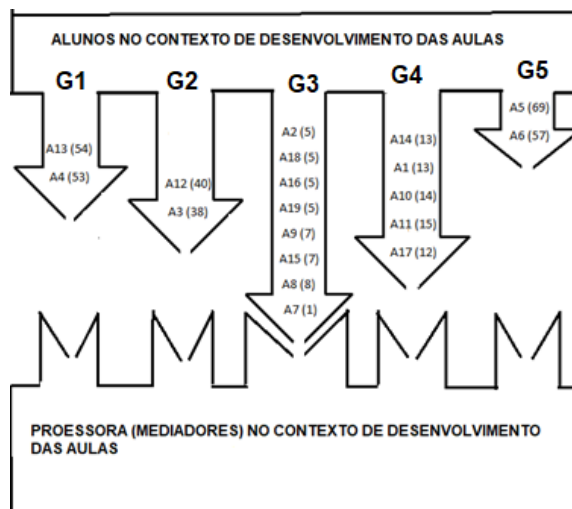 ALUNOS NO CONTEXTO DE DESENVOLVIMENTO DAS AULAS
G1
A13 (54)
A4 (53)
G2
A12 (40)
A3 (38)
G3
A2 (5)
A18 (5)
A16 (5)
A19 (5)
A9 (7)
A15 (7)
A8 (8)
A7 (1)
G4
A14 (13)
A1 (13)
A10 (14)
A11 (15)
A17 (12)
G5
A5 (69)
A6 (57)
PROESSORA (MEDIADORES) NO CONTEXTO DE DESENVOLVIMENTO
DAS AULAS